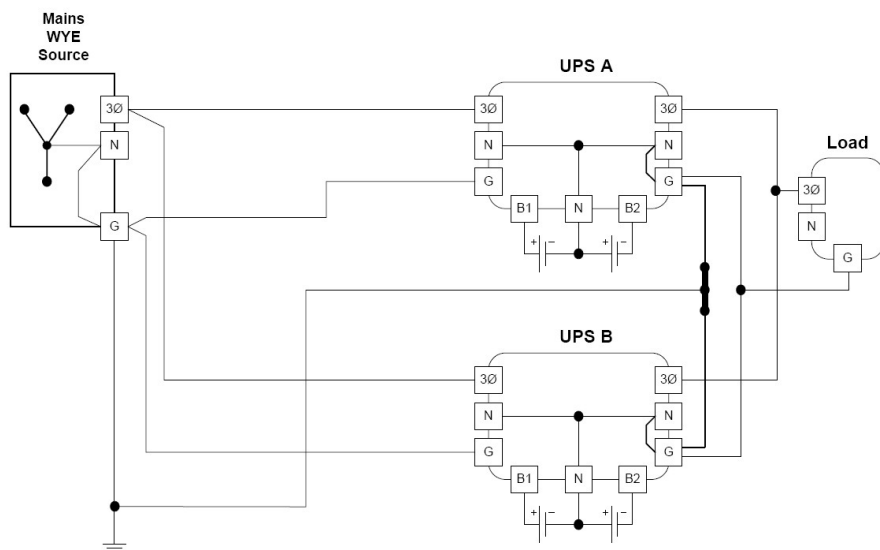 Mains
WYE
Source
UPS A
3Ø
3Ø
3Ø
N
N
N
Load
G
G
3Ø
B1
N
B2
N
G
+ − + −
G
UPS B
3Ø
3Ø
N
N
G
G
B1
N
B2
+ − + −